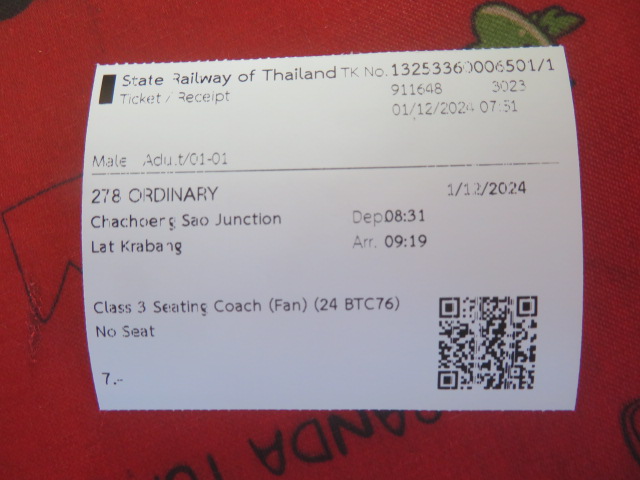 State Railway of Thailand TK No. 13253360006501/1
Ticket / Receipt 911648 3023
01/12/2024 07:51
Male Adult/01-01
278 ORDINARY 1/12/2024
Chachoeng Sao Junction Dep.08:31
Lat Krabang Arr. 09:19
Class 3 Seating Coach (Fan) (24 BTC76)
No Seat
7.-